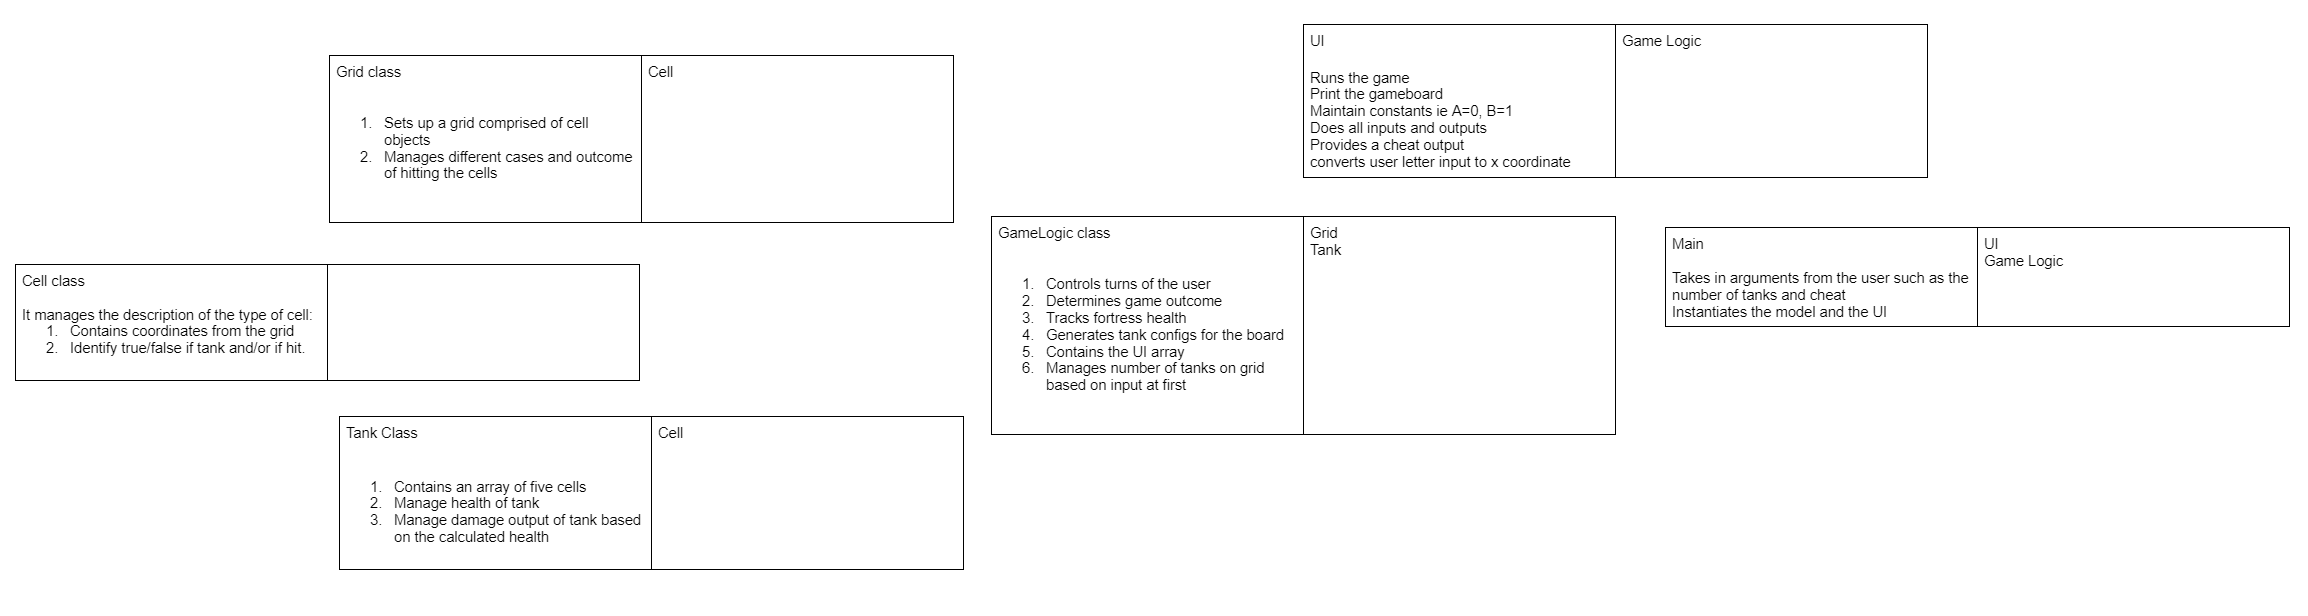 Grid class
Cell
1. Sets up a grid comprised of cell
objects
2. Manages different cases and outcome
of hitting the cells
Cell class
It manages the description of the type of cell:
1. Contains coordinates from the grid
2. Identify true/false if tank and/or if hit.
Tank Class
Cell
1. Contains an array of five cells
2. Manage health of tank
3. Manage damage output of tank based
on the calculated health
UI
Game Logic
Runs the game
Print the gameboard
Maintain constants ie A=0, B=1
Does all inputs and outputs
Provides a cheat output
converts user letter input to x coordinate
GameLogic class
Grid
Tank
1. Controls turns of the user
2. Determines game outcome
3. Tracks fortress health
4. Generates tank configs for the board
5. Contains the UI array
6. Manages number of tanks on grid
based on input at first
Main
UI
Game Logic
Takes in arguments from the user such as the
number of tanks and cheat
Instantiates the model and the UI